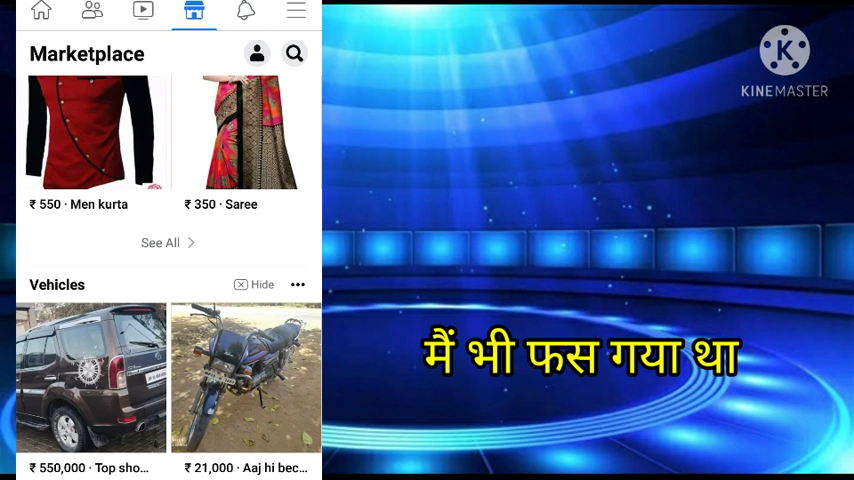 Marketplace
₹ 550 · Men kurta
₹ 350 · Saree
See All
Vehicles
Hide
₹ 550,000 · Top sho...
₹ 21,000 · Aaj hi bec...
K
KINEMASTER
मैं भी फस गया था